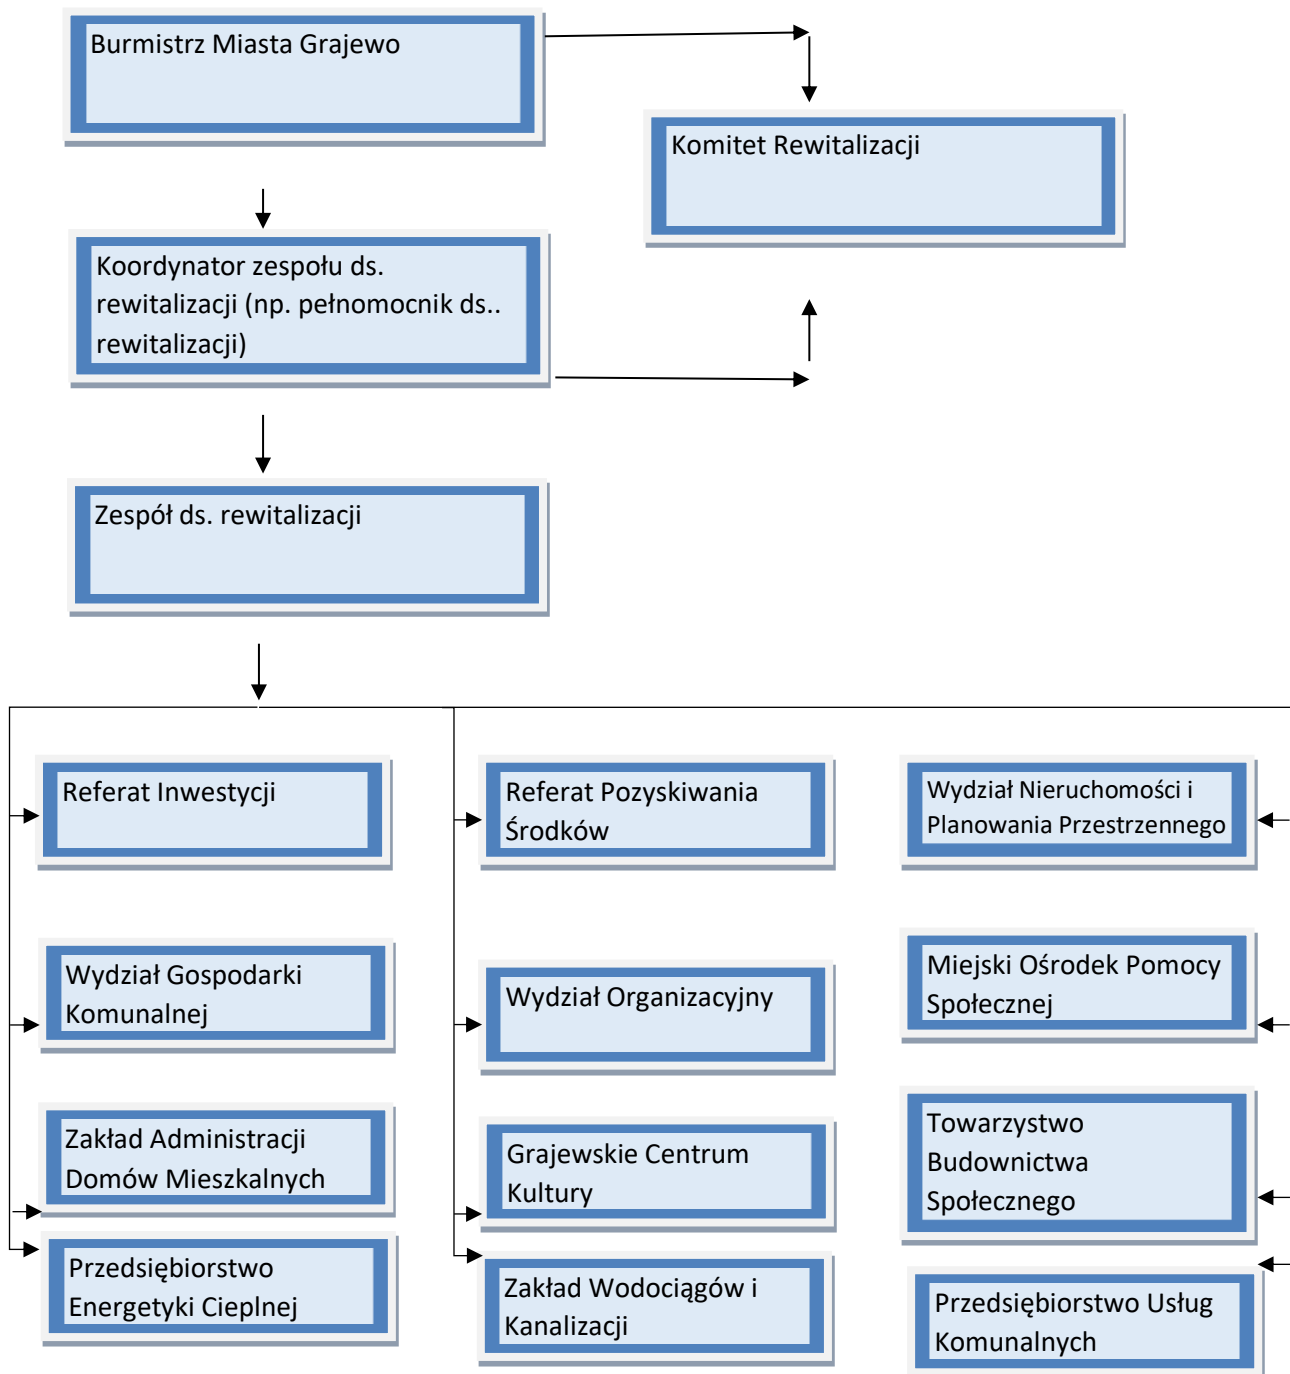 Burmistrz Miasta Grajewo
Komitet Rewitalizacji
Koordynator zespołu ds.
rewitalizacji (np. pełnomocnik ds..
rewitalizacji)
Zespół ds. rewitalizacji
Referat Inwestycji
Referat Pozyskiwania
Środków
Wydział Nieruchomości i
Planowania Przestrzennego
Wydział Gospodarki
Komunalnej
Wydział Organizacyjny
Miejski Ośrodek Pomocy
Społecznej
Zakład Administracji
Domów Mieszkalnych
Grajewskie Centrum
Kultury
Towarzystwo
Budownictwa
Społecznego
Przedsiębiorstwo
Energetyki Cieplnej
Zakład Wodociągów i
Kanalizacji
Przedsiębiorstwo Usług
Komunalnych